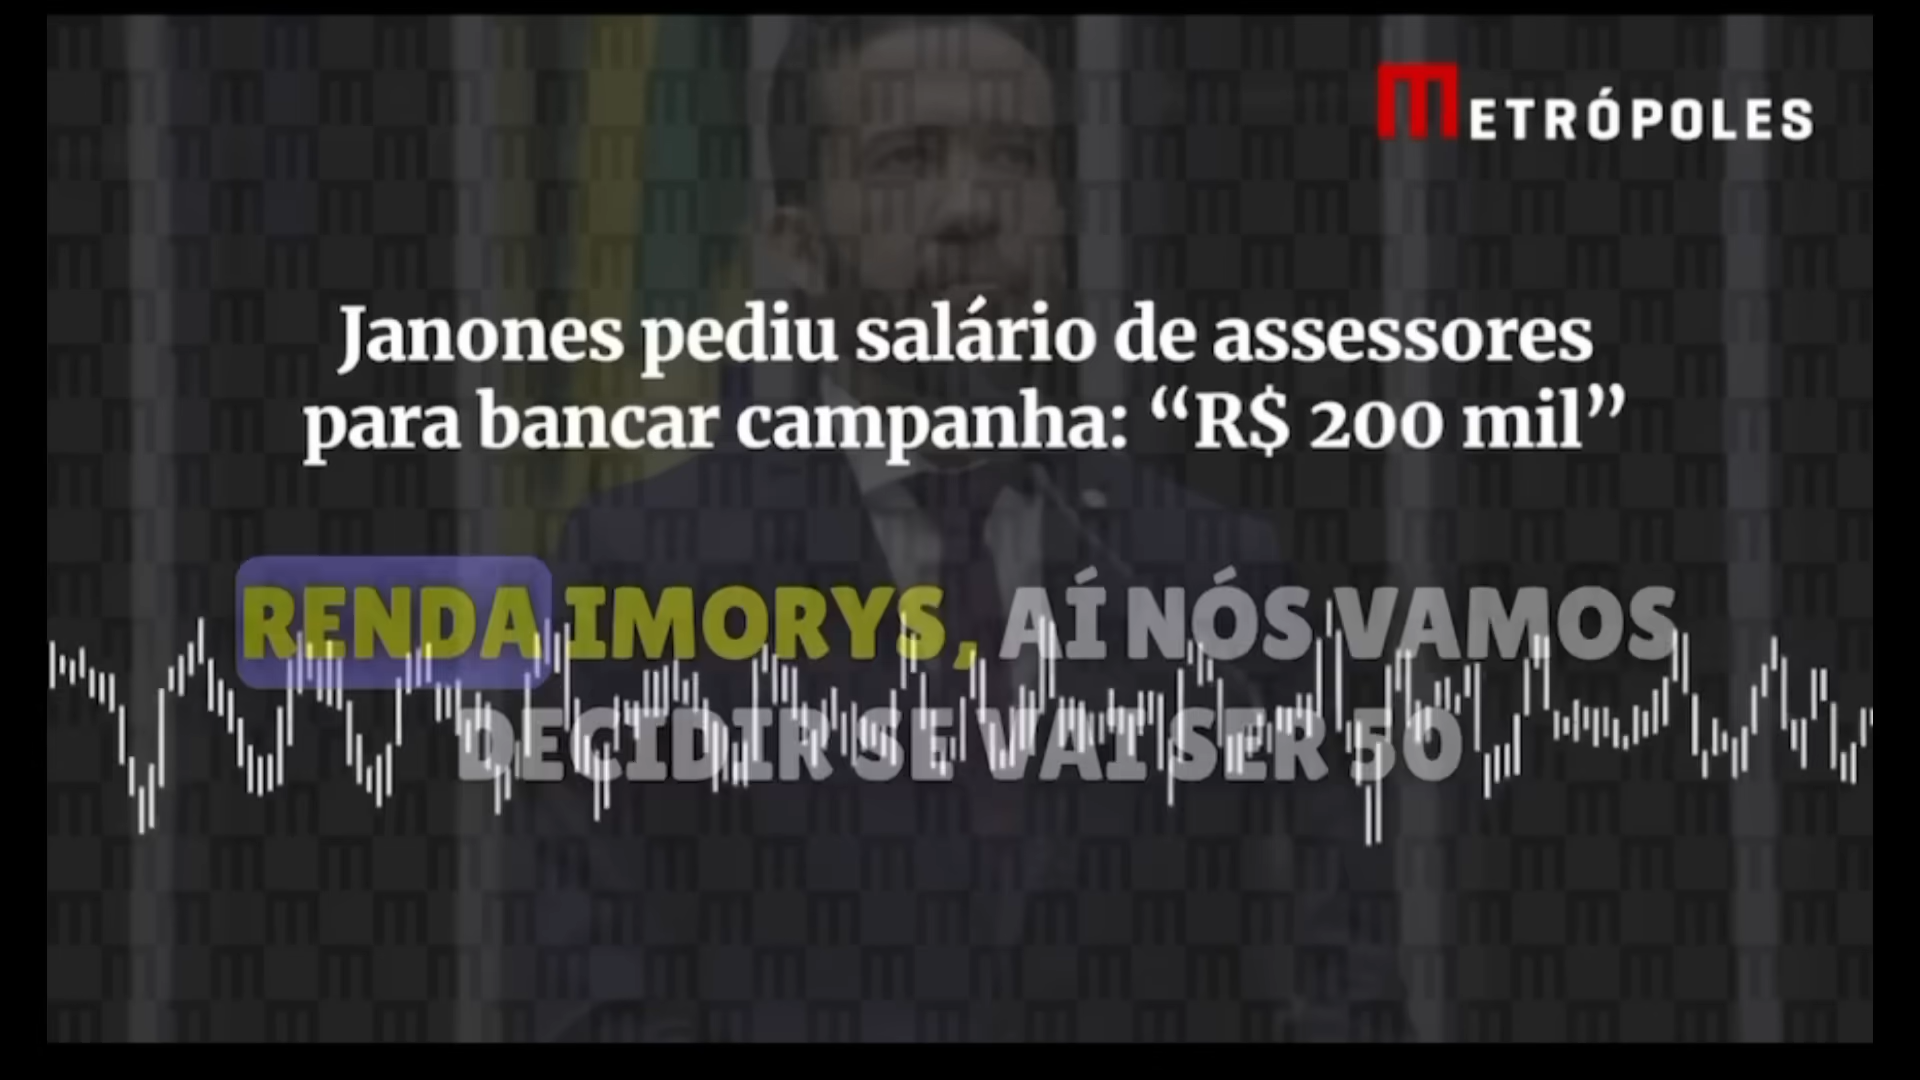 METRÓPOLES
Janones pediu salário de assessores
para bancar campanha: “R$ 200 mil”
RENDA IMORYS, AÍ NÓS VAMOS
DECIDIR SE VAI SER 50